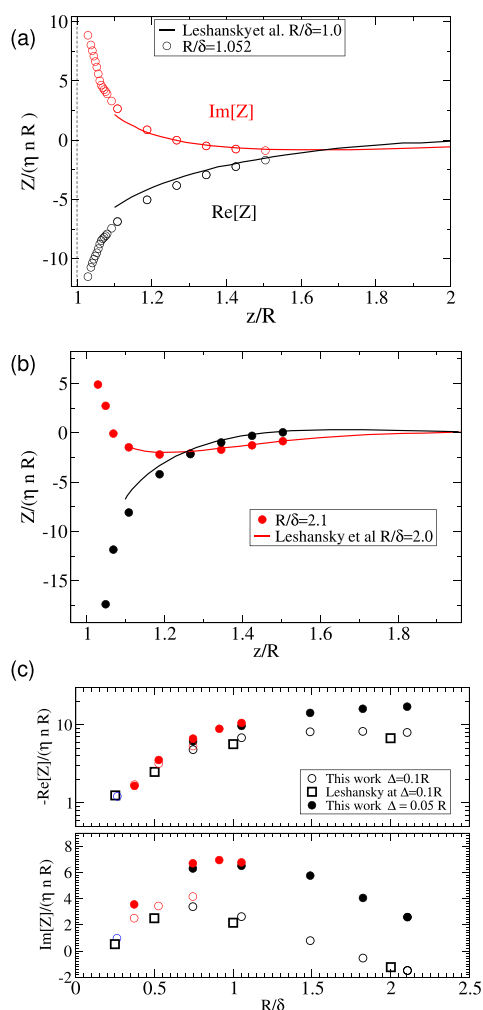 (a)
10
5
0
-5
-10
Z/(η n R )
Leshansky et al. R/δ=1.0
R/δ=1.052
Im[Z]
Re[Z]
1 1.2 1.4 1.6 1.8 2
z/R
(b)
5
0
-5
-10
-15
Z/(η n R )
R/δ=2.1
Leshansky et al R/δ=2.0
1 1.2 1.4 1.6 1.8
z/R
(c)
10
1
-Re[Z]/(η n R)
This work Δ=0.1R
Leshansky at Δ=0.1R
This work Δ = 0.05 R
8
6
4
2
0
-2
Im[Z]/(η n R)
0 0.5 1 1.5 2 2.5
R/δ